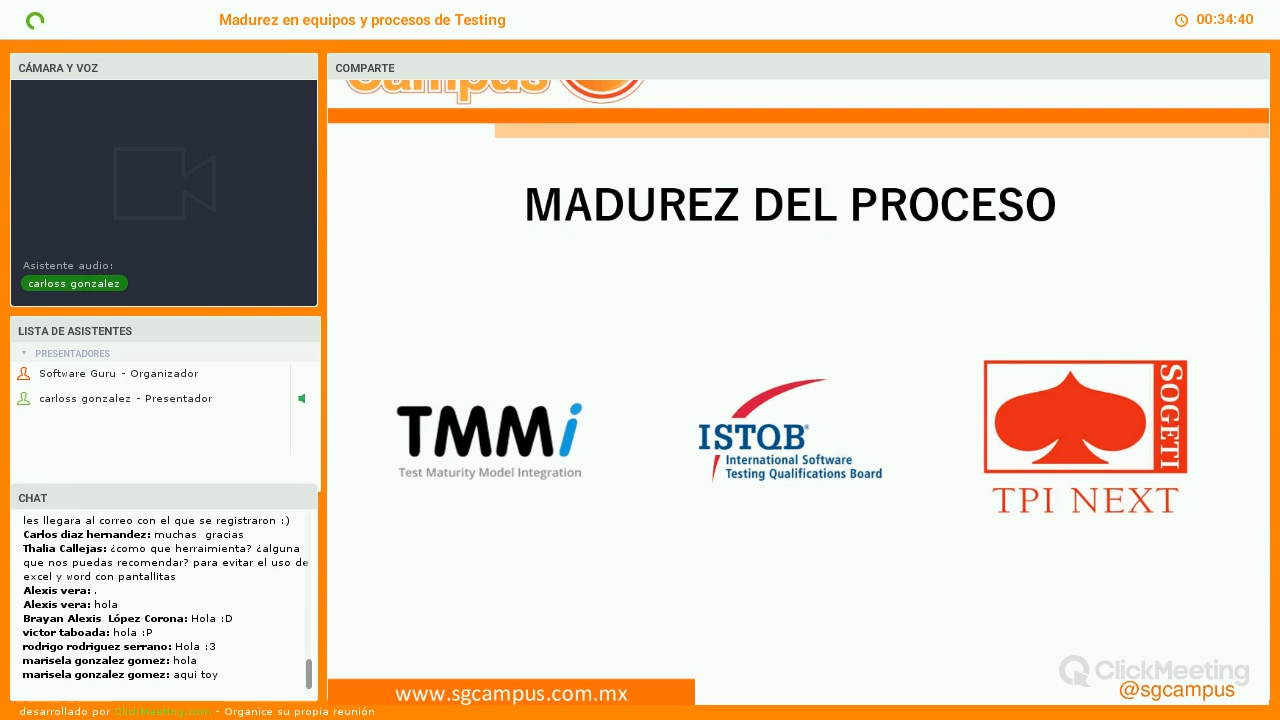 Madurez en equipos y procesos de Testing
00:34:40
CÁMARA Y VOZ
Asistente audio:
carloss gonzalez
LISTA DE ASISTENTES
PRESENTADORES
Software Guru - Organizador
carloss gonzalez - Presentador
CHAT
les llegara al correo con el que se registraron :)
Carlos diaz hernandez: muchas gracias
Thalia Callejas: ¿como que herraimienta? ¿alguna
que nos puedas recomendar? para evitar el uso de
excel y word con pantallitas
Alexis vera: .
Alexis vera: hola
Brayan Alexis López Corona: Hola :D
victor taboada: hola :P
rodrigo rodriguez serrano: Hola :3
marisela gonzalez gomez: hola
marisela gonzalez gomez: aqui toy
COMPARTE
Campus
MADUREZ DEL PROCESO
TMMi
Test Maturity Model Integration
ISTQB®
International Software
Testing Qualifications Board
SOGETI
TPI NEXT
www.sgcampus.com.mx
ClickMeeting
@sgcampus
desarrollado por ClickMeeting.com - Organice su propia reunión